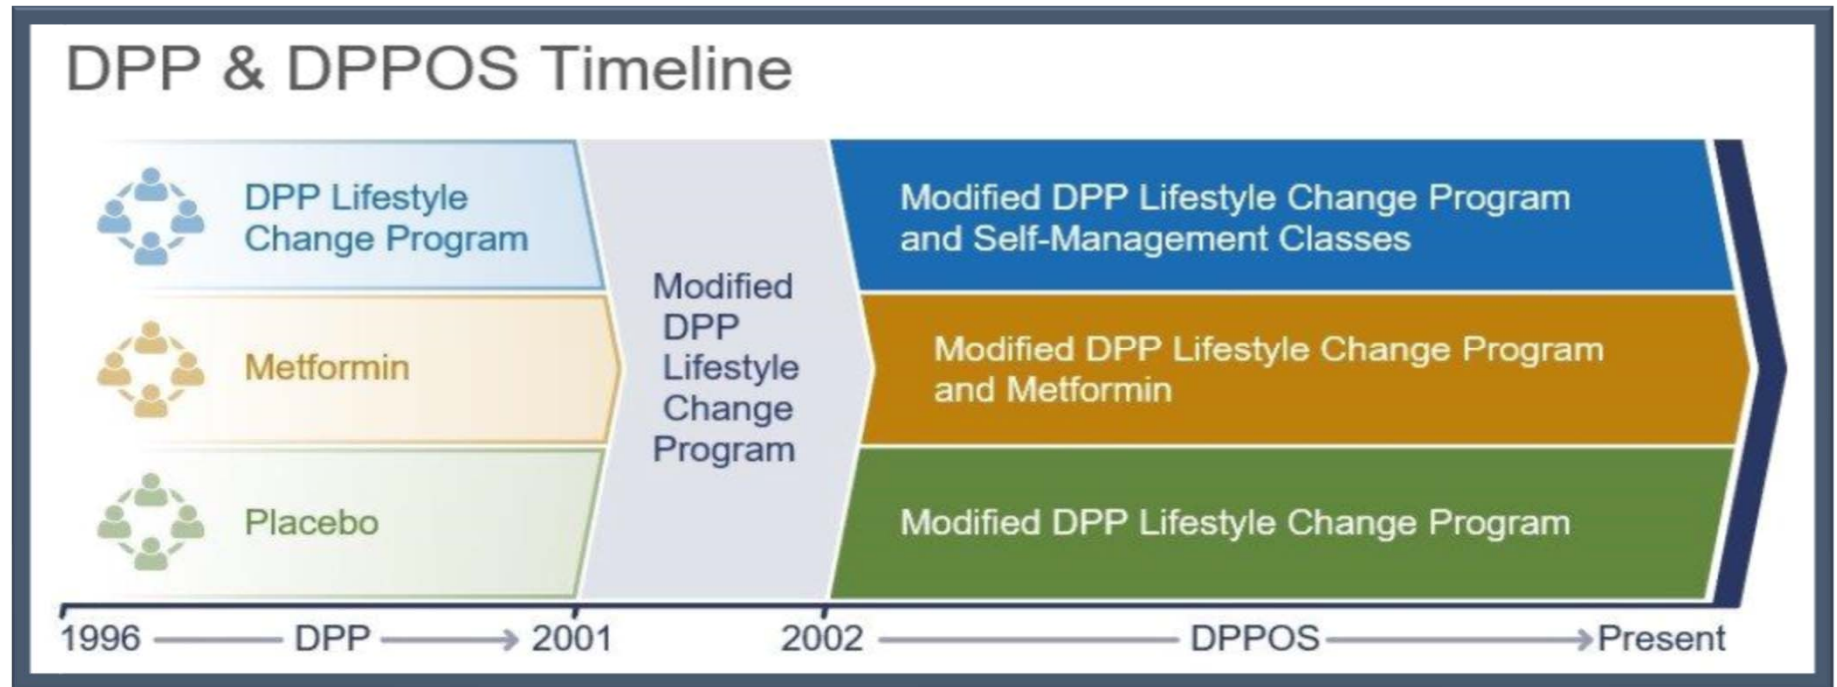 DPP & DPPOS Timeline
DPP Lifestyle
Change Program
Metformin
Placebo
Modified
DPP
Lifestyle
Change
Program
Modified DPP Lifestyle Change Program
and Self-Management Classes
Modified DPP Lifestyle Change Program
and Metformin
Modified DPP Lifestyle Change Program
1996 DPP 2001 2002 DPPOS Present